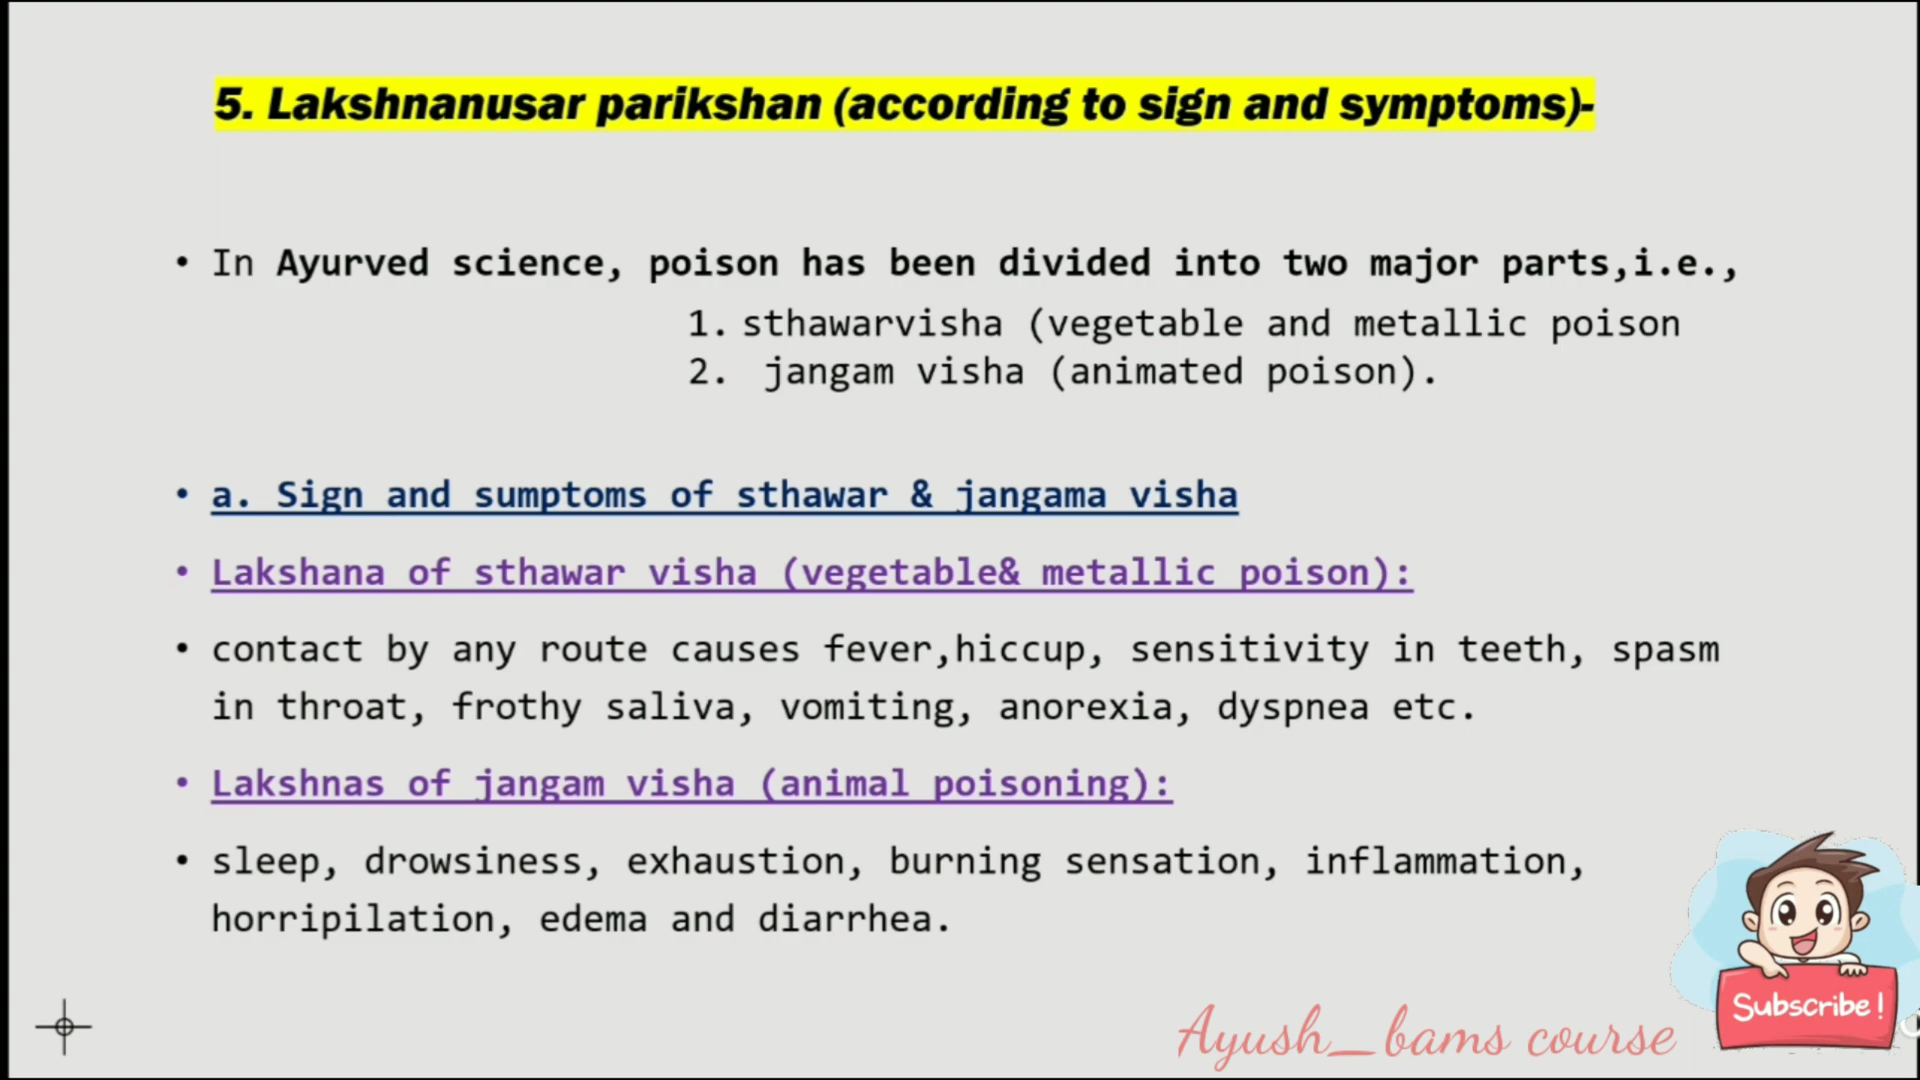 5. Lakshnanusar parikshan (according to sign and symptoms)-
• In Ayurved science, poison has been divided into two major parts,i.e.,
1. sthawarvisha (vegetable and metallic poison
2. jangam visha (animated poison).
• a. Sign and sumptoms of sthawar & jangama visha
• Lakshana of sthawar visha (vegetable& metallic poison):
• contact by any route causes fever,hiccup, sensitivity in teeth, spasm
in throat, frothy saliva, vomiting, anorexia, dyspnea etc.
• Lakshnas of jangam visha (animal poisoning):
• sleep, drowsiness, exhaustion, burning sensation, inflammation,
horripilation, edema and diarrhea.
Subscribe!
Ayush_bams course